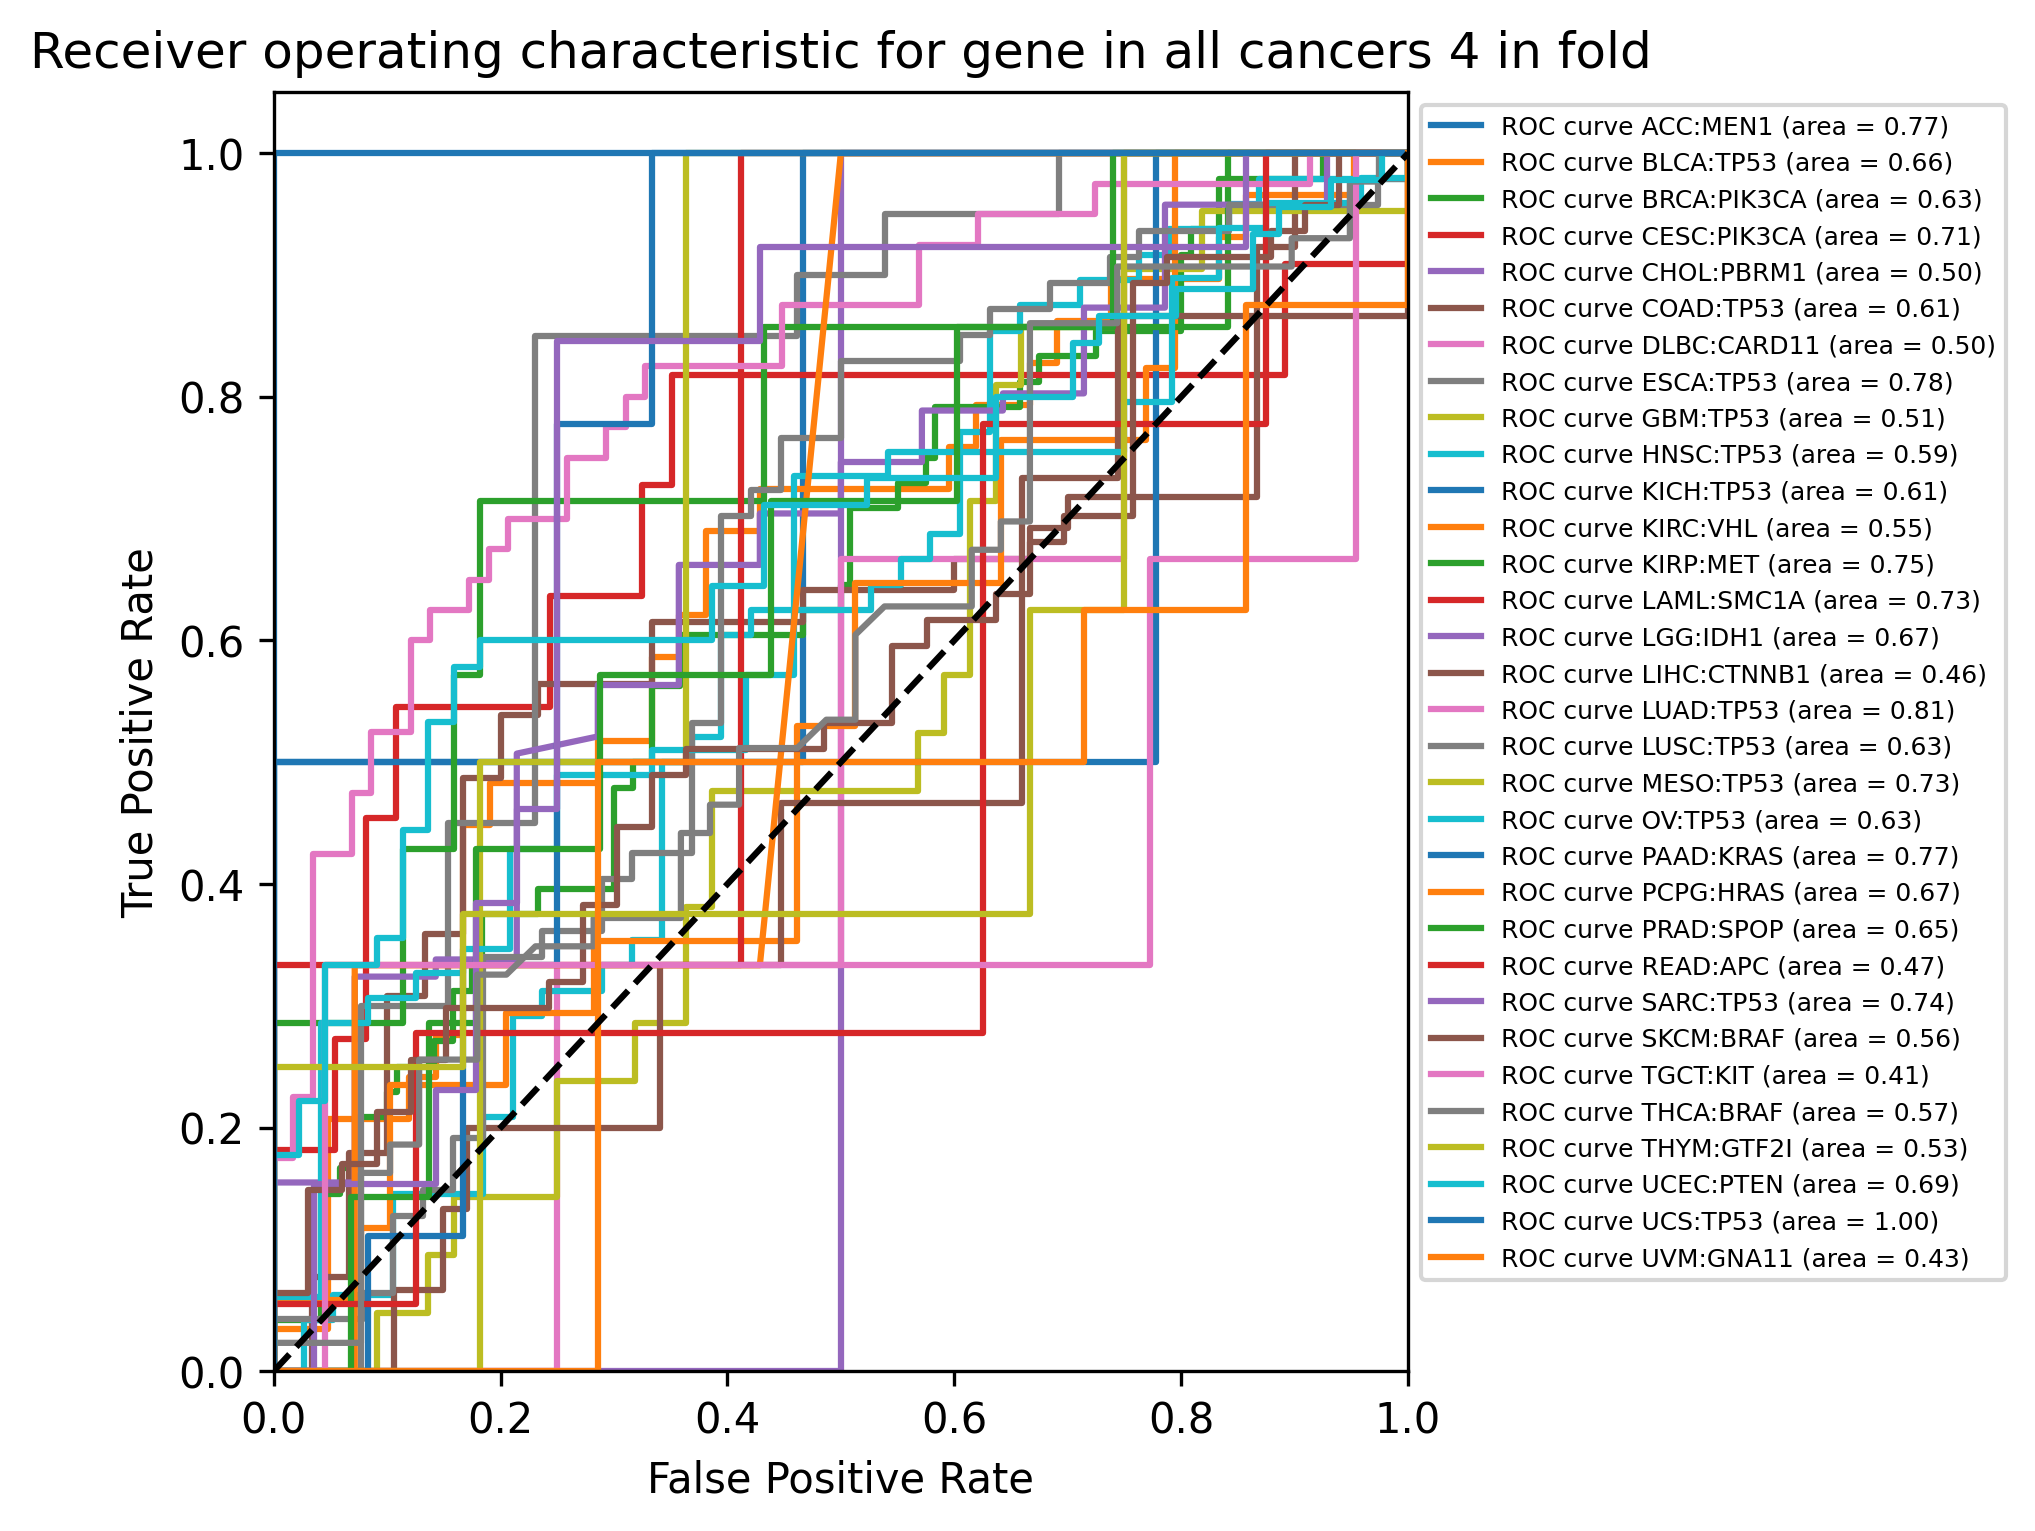 Receiver operating characteristic for gene in all cancers 4 in fold
True Positive Rate
1.0
0.8
0.6
0.4
0.2
0.0
0.0 0.2 0.4 0.6 0.8 1.0
False Positive Rate
ROC curve ACC:MEN1 (area = 0.77)
ROC curve BLCA:TP53 (area = 0.66)
ROC curve BRCA:PIK3CA (area = 0.63)
ROC curve CESC:PIK3CA (area = 0.71)
ROC curve CHOL:PBRM1 (area = 0.50)
ROC curve COAD:TP53 (area = 0.61)
ROC curve DLBC:CARD11 (area = 0.50)
ROC curve ESCA:TP53 (area = 0.78)
ROC curve GBM:TP53 (area = 0.51)
ROC curve HNSC:TP53 (area = 0.59)
ROC curve KICH:TP53 (area = 0.61)
ROC curve KIRC:VHL (area = 0.55)
ROC curve KIRP:MET (area = 0.75)
ROC curve LAML:SMC1A (area = 0.73)
ROC curve LGG:IDH1 (area = 0.67)
ROC curve LIHC:CTNNB1 (area = 0.46)
ROC curve LUAD:TP53 (area = 0.81)
ROC curve LUSC:TP53 (area = 0.63)
ROC curve MESO:TP53 (area = 0.73)
ROC curve OV:TP53 (area = 0.63)
ROC curve PAAD:KRAS (area = 0.77)
ROC curve PCPG:HRAS (area = 0.67)
ROC curve PRAD:SPOP (area = 0.65)
ROC curve READ:APC (area = 0.47)
ROC curve SARC:TP53 (area = 0.74)
ROC curve SKCM:BRAF (area = 0.56)
ROC curve TGCT:KIT (area = 0.41)
ROC curve THCA:BRAF (area = 0.57)
ROC curve THYM:GTF2I (area = 0.53)
ROC curve UCEC:PTEN (area = 0.69)
ROC curve UCS:TP53 (area = 1.00)
ROC curve UVM:GNA11 (area = 0.43)